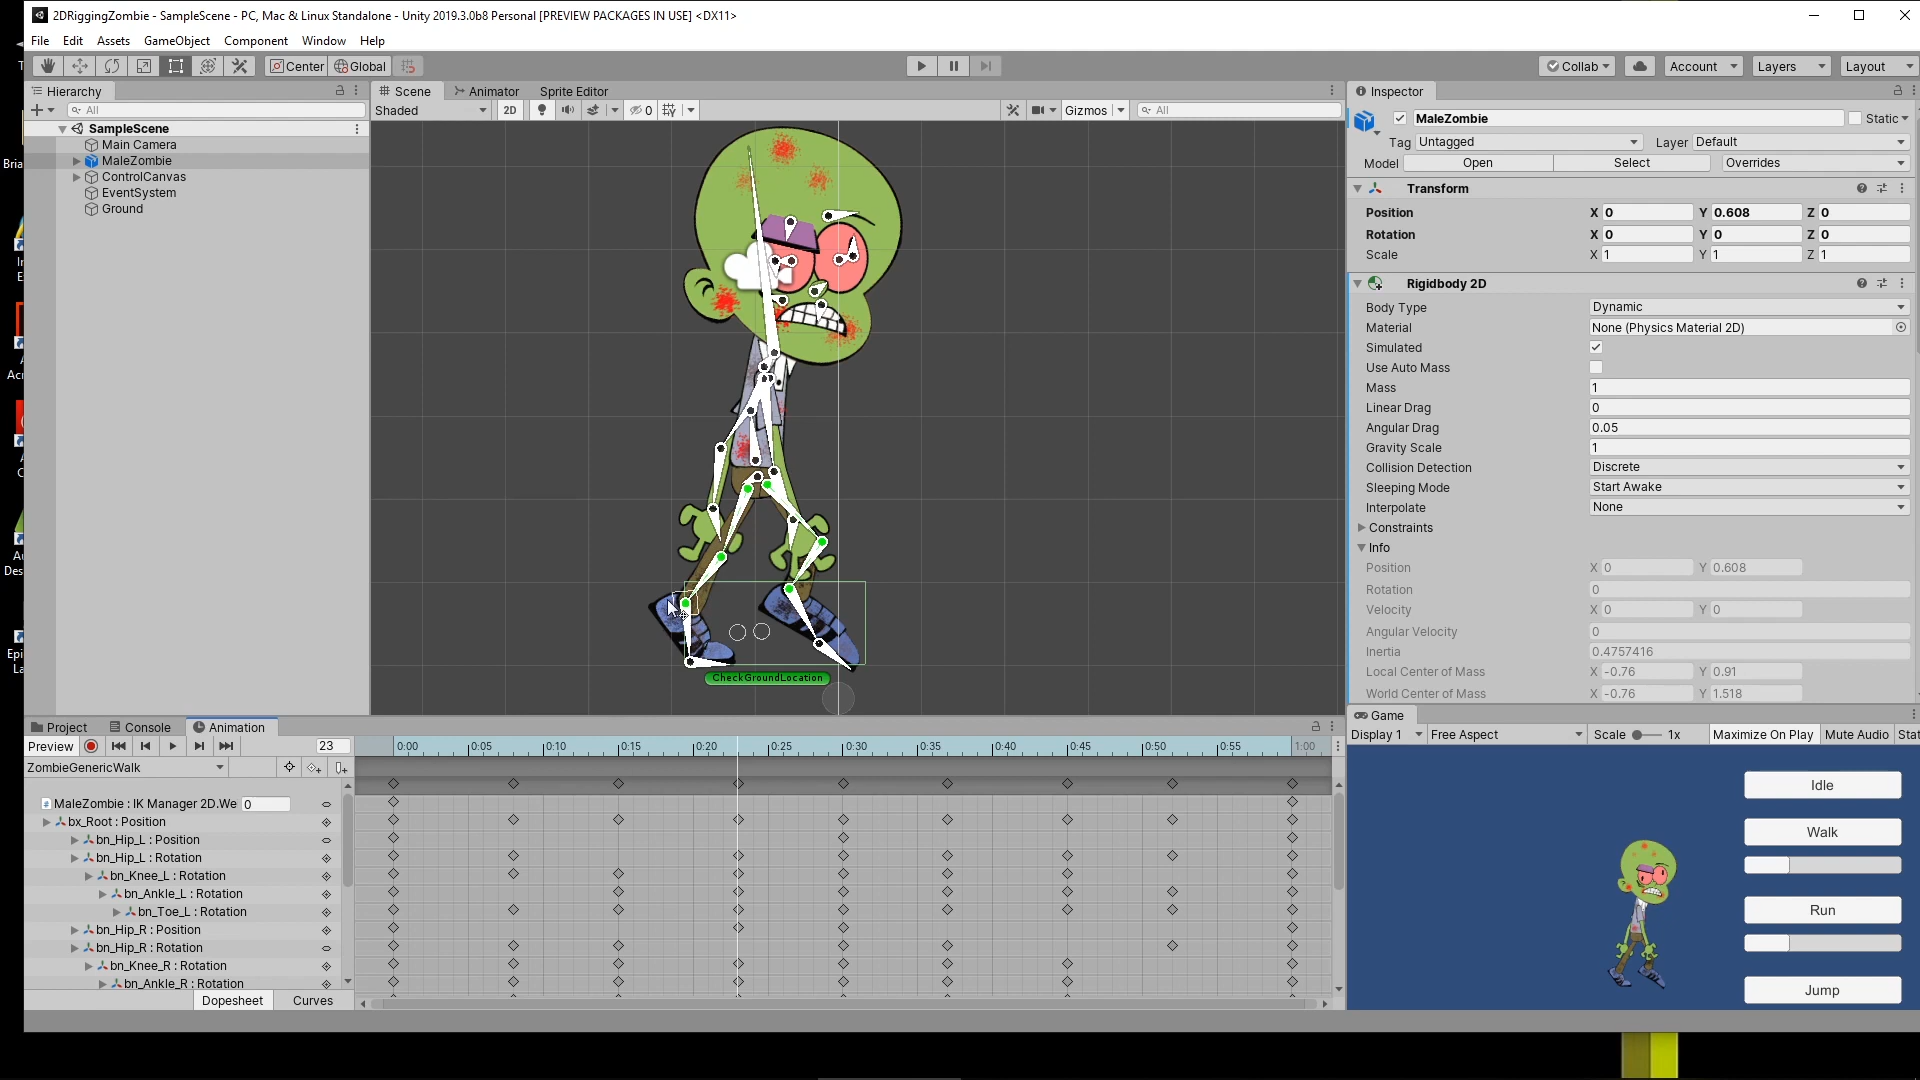 2DRiggingZombie - SampleScene - PC, Mac & Linux Standalone - Unity 2019.3.0b8 Personal [PREVIEW PACKAGES IN USE] <DX11>
File Edit Assets GameObject Component Window Help
Center Global Collab Account Layers Layout
Hierarchy
All
SampleScene
Main Camera
MaleZombie
ControlCanvas
EventSystem
Ground
Scene Animator Sprite Editor
Shaded 2D 0 Gizmos All
CheckGroundLocation
Inspector
MaleZombie Static
Tag Untagged Layer Default
Model Open Select Overrides
Transform
Position X 0 Y 0.608 Z 0
Rotation X 0 Y 0 Z 0
Scale X 1 Y 1 Z 1
Rigidbody 2D
Body Type Dynamic
Material None (Physics Material 2D)
Simulated
Use Auto Mass
Mass 1
Linear Drag 0
Angular Drag 0.05
Gravity Scale 1
Collision Detection Discrete
Sleeping Mode Start Awake
Interpolate None
Constraints
Info
Position X 0 Y 0.608
Rotation 0
Velocity X 0 Y 0
Angular Velocity 0
Inertia 0.4757416
Local Center of Mass X -0.76 Y 0.91
World Center of Mass X -0.76 Y 1.518
Project Console Animation
Preview 23
0:00 0:05 0:10 0:15 0:20 0:25 0:30 0:35 0:40 0:45 0:50 0:55 1:00
ZombieGenericWalk
MaleZombie : IK Manager 2D.We 0
bx_Root : Position
bn_Hip_L : Position
bn_Hip_L : Rotation
bn_Knee_L : Rotation
bn_Ankle_L : Rotation
bn_Toe_L : Rotation
bn_Hip_R : Position
bn_Hip_R : Rotation
bn_Knee_R : Rotation
bn_Ankle_R : Rotation
Dopesheet Curves
Game
Display 1 Free Aspect Scale 1x Maximize On Play Mute Audio Stat
Idle
Walk
Run
Jump
Bria
Acr
Au
Des
Epi
La